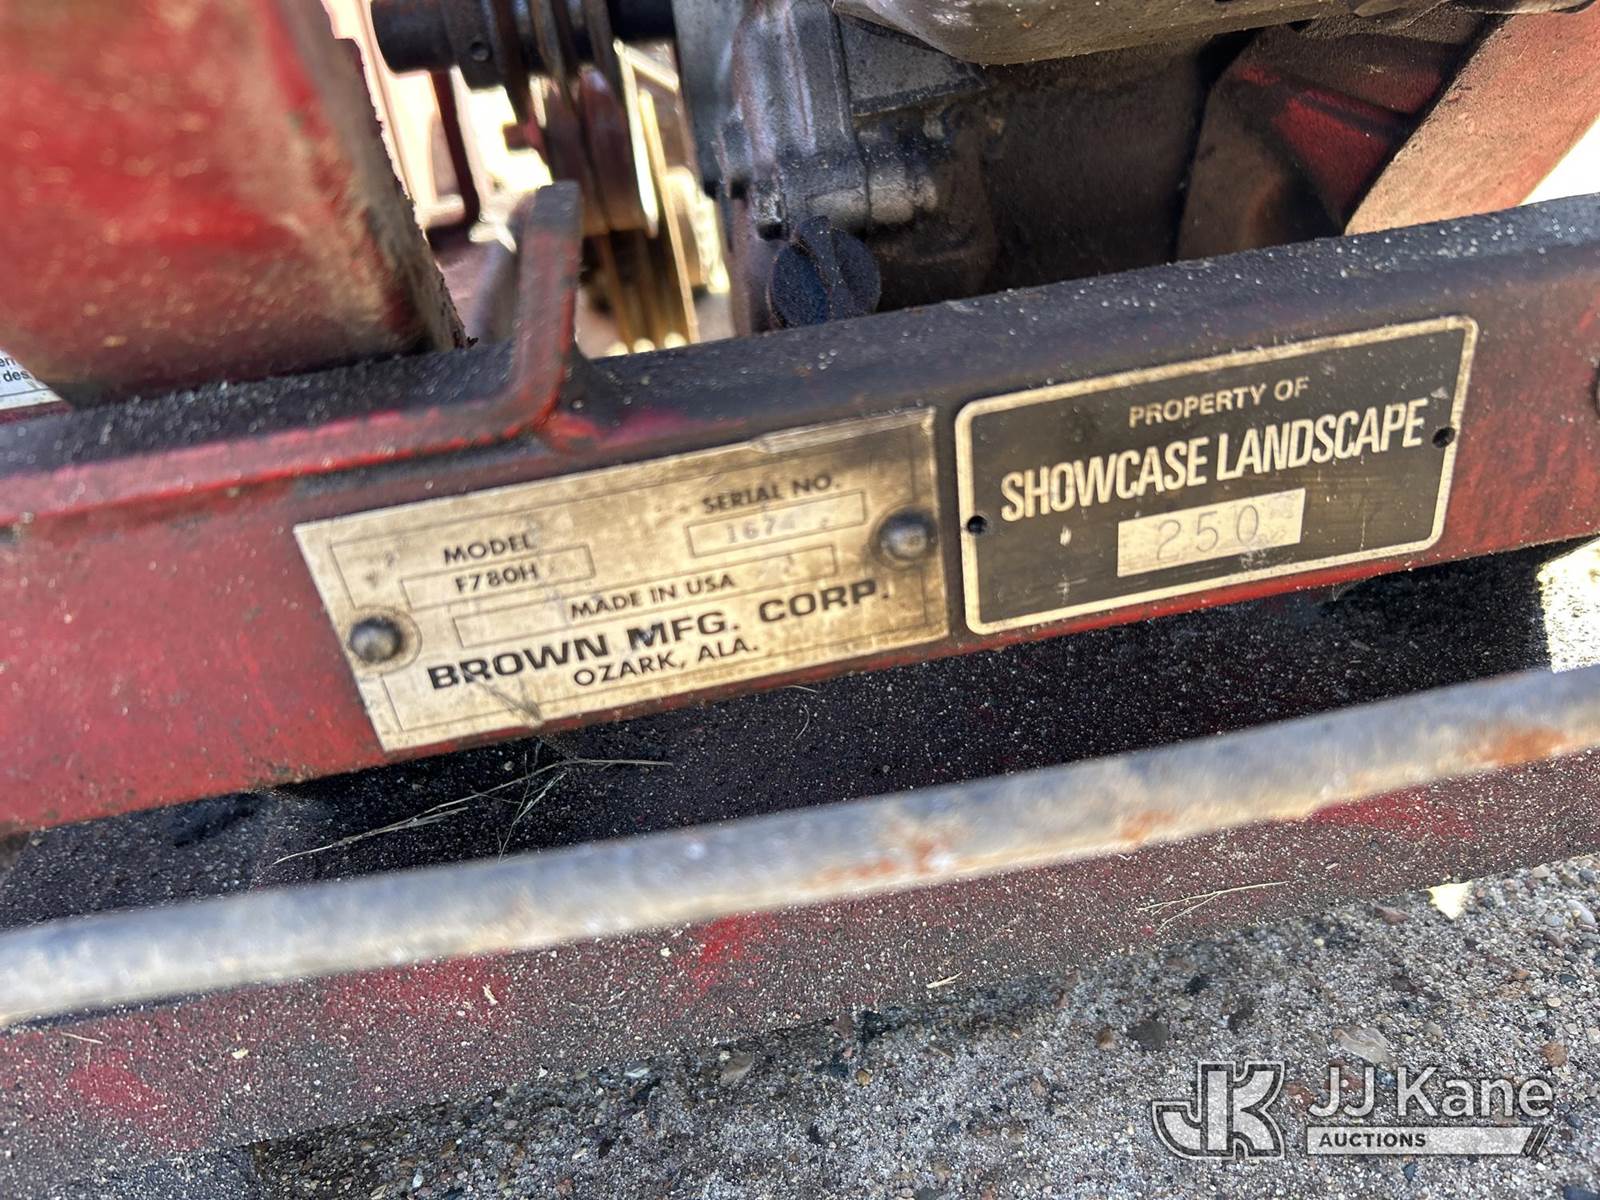 MODEL
F780H
SERIAL NO.
MADE IN USA
BROWN MFG. CORP.
OZARK, ALA.
PROPERTY OF
SHOWCASE LANDSCAPE
250
JK
JJ Kane
AUCTIONS